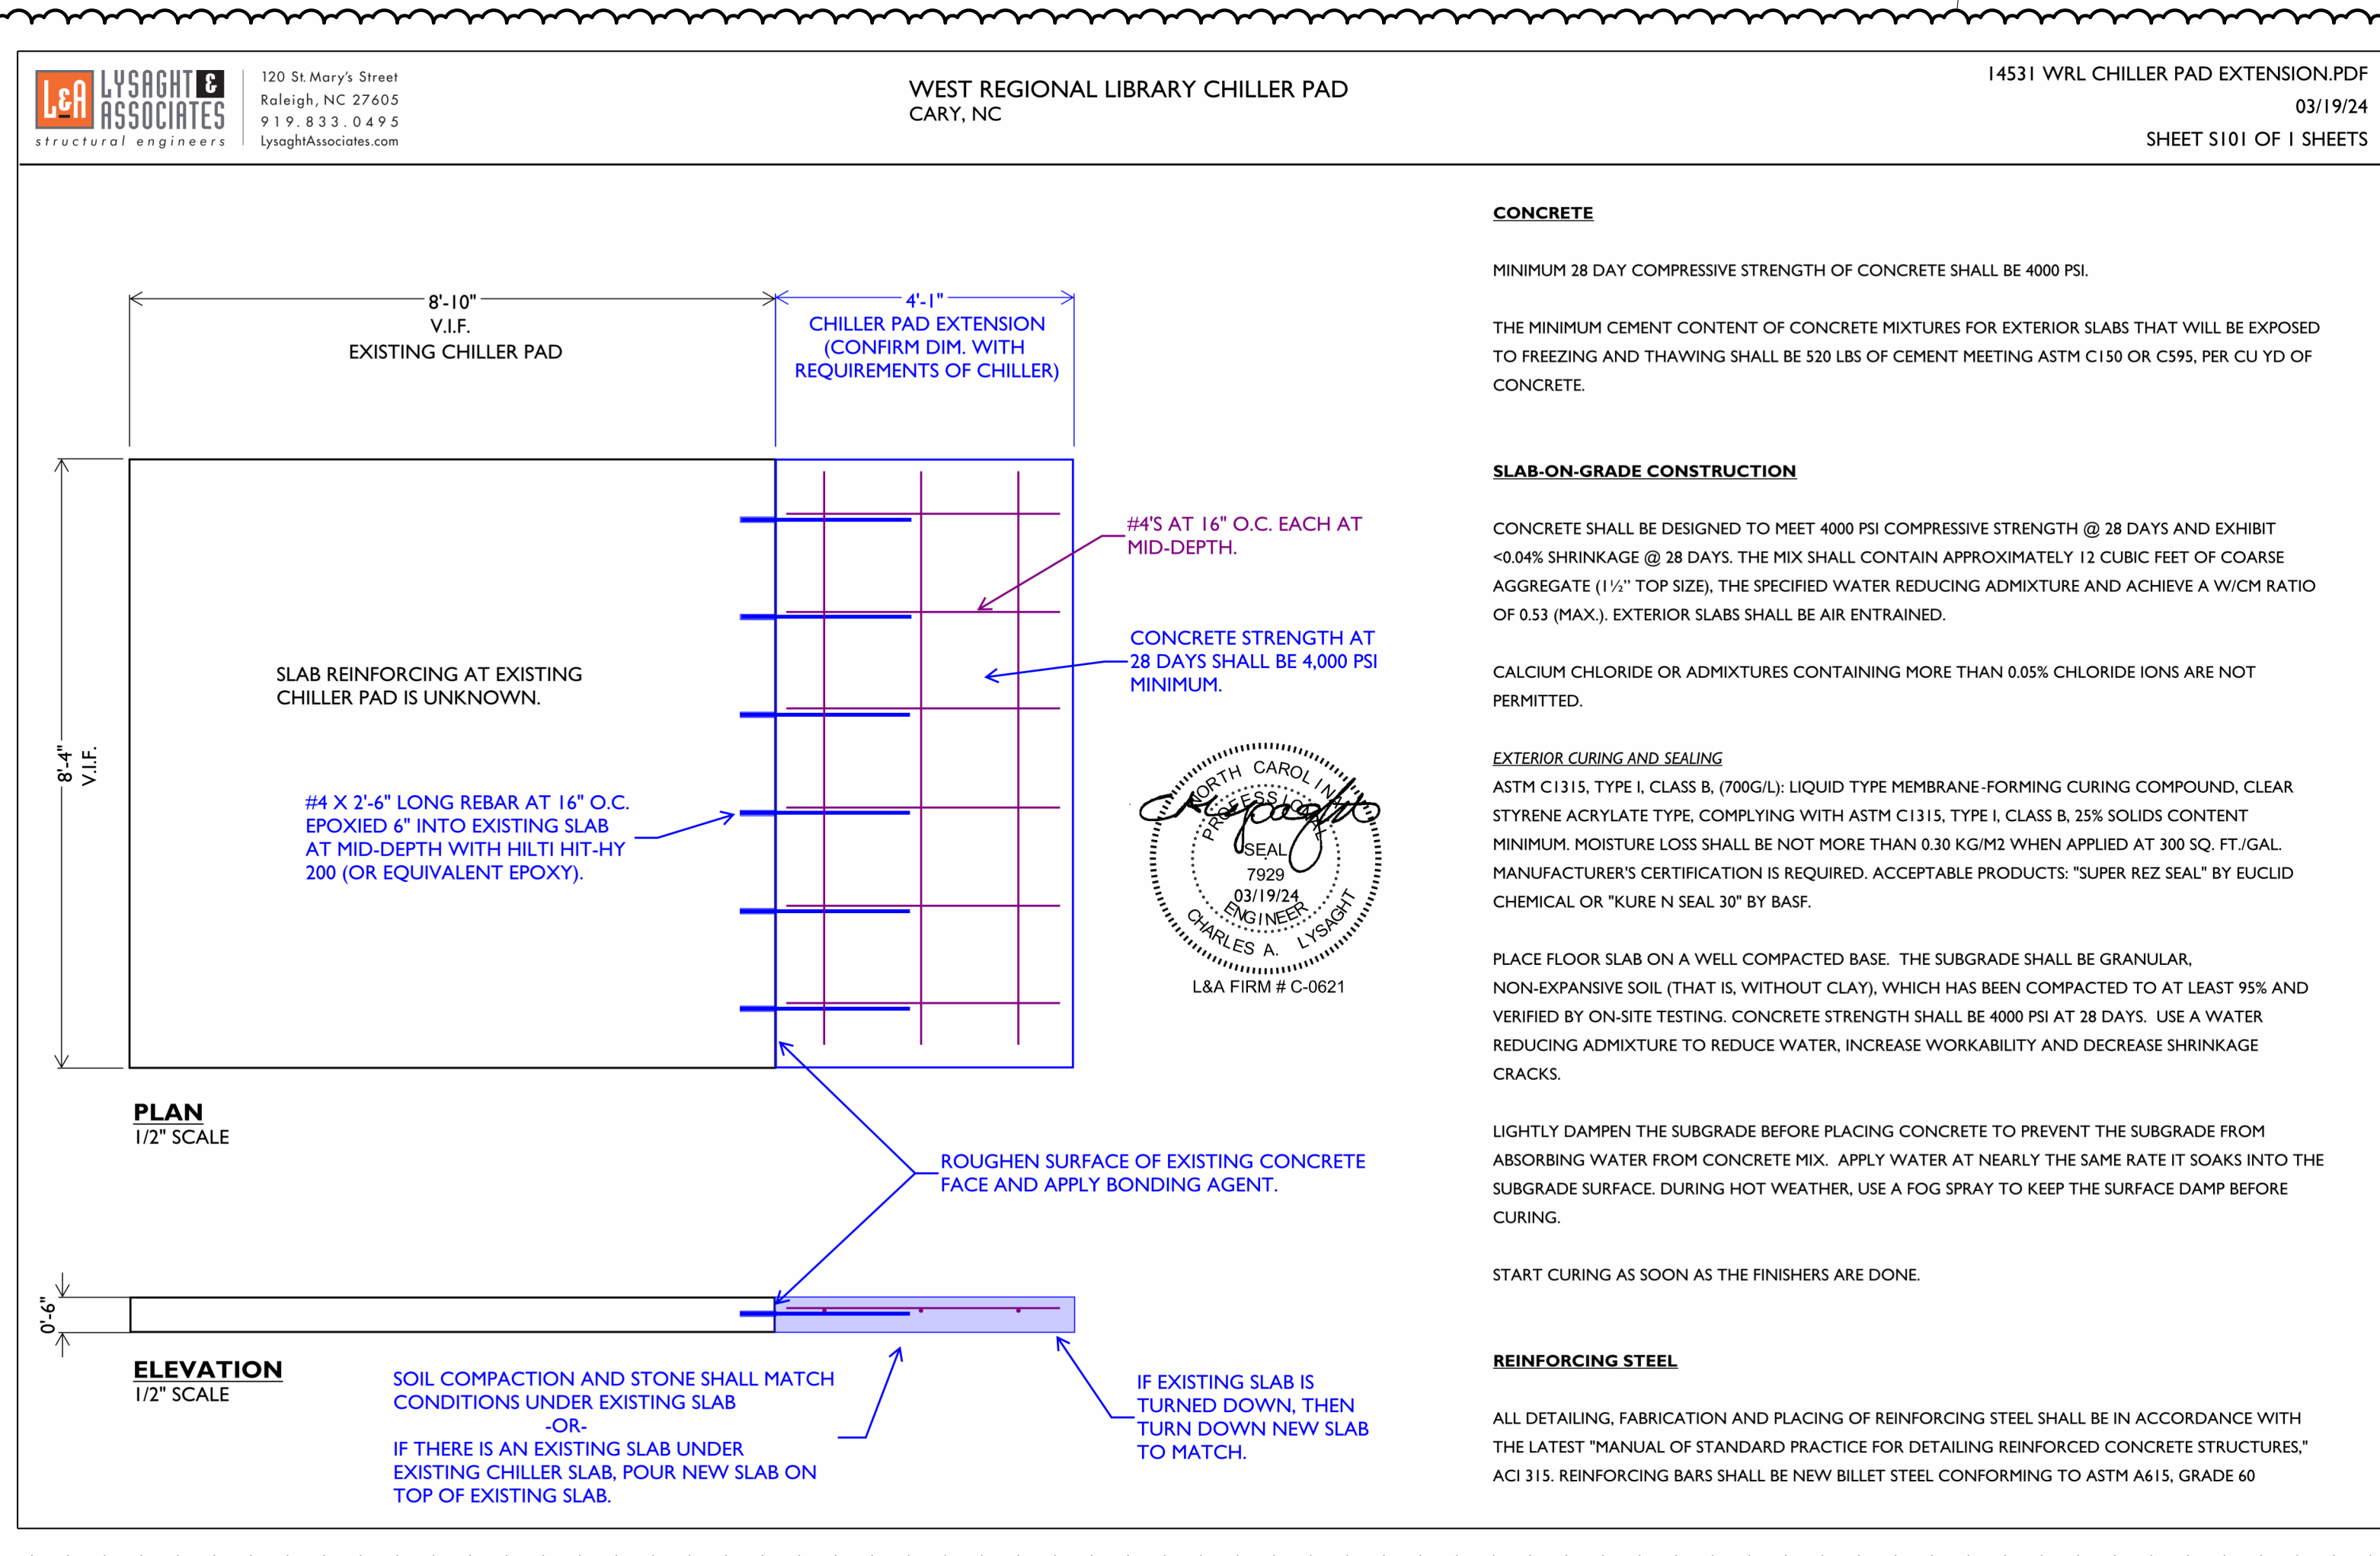 L&A LYSAGHT &
ASSOCIATES
structural engineers
120 St. Mary's Street
Raleigh, NC 27605
919.833.0495
LysaghtAssociates.com
WEST REGIONAL LIBRARY CHILLER PAD
CARY, NC
14531 WRL CHILLER PAD EXTENSION.PDF
03/19/24
SHEET S101 OF 1 SHEETS
8'-10"
V.I.F.
EXISTING CHILLER PAD
4'-1"
CHILLER PAD EXTENSION
(CONFIRM DIM. WITH
REQUIREMENTS OF CHILLER)
8'-4"
V.I.F.
SLAB REINFORCING AT EXISTING
CHILLER PAD IS UNKNOWN.
#4 X 2'-6" LONG REBAR AT 16" O.C.
EPOXIED 6" INTO EXISTING SLAB
AT MID-DEPTH WITH HILTI HIT-HY
200 (OR EQUIVALENT EPOXY).
#4'S AT 16" O.C. EACH AT
MID-DEPTH.
CONCRETE STRENGTH AT
28 DAYS SHALL BE 4,000 PSI
MINIMUM.
NORTH CAROLINA
PROFESSIONAL
SEAL
7929
03/19/24
ENGINEER
CHARLES A. LYSAGHT
L&A FIRM # C-0621
PLAN
1/2" SCALE
ROUGHEN SURFACE OF EXISTING CONCRETE
FACE AND APPLY BONDING AGENT.
0'-6"
ELEVATION
1/2" SCALE
SOIL COMPACTION AND STONE SHALL MATCH
CONDITIONS UNDER EXISTING SLAB
-OR-
IF THERE IS AN EXISTING SLAB UNDER
EXISTING CHILLER SLAB, POUR NEW SLAB ON
TOP OF EXISTING SLAB.
IF EXISTING SLAB IS
TURNED DOWN, THEN
TURN DOWN NEW SLAB
TO MATCH.
CONCRETE
MINIMUM 28 DAY COMPRESSIVE STRENGTH OF CONCRETE SHALL BE 4000 PSI.
THE MINIMUM CEMENT CONTENT OF CONCRETE MIXTURES FOR EXTERIOR SLABS THAT WILL BE EXPOSED
TO FREEZING AND THAWING SHALL BE 520 LBS OF CEMENT MEETING ASTM C150 OR C595, PER CU YD OF
CONCRETE.
SLAB-ON-GRADE CONSTRUCTION
CONCRETE SHALL BE DESIGNED TO MEET 4000 PSI COMPRESSIVE STRENGTH @ 28 DAYS AND EXHIBIT
<0.04% SHRINKAGE @ 28 DAYS. THE MIX SHALL CONTAIN APPROXIMATELY 12 CUBIC FEET OF COARSE
AGGREGATE (1½" TOP SIZE), THE SPECIFIED WATER REDUCING ADMIXTURE AND ACHIEVE A W/CM RATIO
OF 0.53 (MAX.). EXTERIOR SLABS SHALL BE AIR ENTRAINED.
CALCIUM CHLORIDE OR ADMIXTURES CONTAINING MORE THAN 0.05% CHLORIDE IONS ARE NOT
PERMITTED.
EXTERIOR CURING AND SEALING
ASTM C1315, TYPE I, CLASS B, (700G/L): LIQUID TYPE MEMBRANE-FORMING CURING COMPOUND, CLEAR
STYRENE ACRYLATE TYPE, COMPLYING WITH ASTM C1315, TYPE I, CLASS B, 25% SOLIDS CONTENT
MINIMUM. MOISTURE LOSS SHALL BE NOT MORE THAN 0.30 KG/M2 WHEN APPLIED AT 300 SQ. FT./GAL.
MANUFACTURER'S CERTIFICATION IS REQUIRED. ACCEPTABLE PRODUCTS: "SUPER REZ SEAL" BY EUCLID
CHEMICAL OR "KURE N SEAL 30" BY BASF.
PLACE FLOOR SLAB ON A WELL COMPACTED BASE. THE SUBGRADE SHALL BE GRANULAR,
NON-EXPANSIVE SOIL (THAT IS, WITHOUT CLAY), WHICH HAS BEEN COMPACTED TO AT LEAST 95% AND
VERIFIED BY ON-SITE TESTING. CONCRETE STRENGTH SHALL BE 4000 PSI AT 28 DAYS. USE A WATER
REDUCING ADMIXTURE TO REDUCE WATER, INCREASE WORKABILITY AND DECREASE SHRINKAGE
CRACKS.
LIGHTLY DAMPEN THE SUBGRADE BEFORE PLACING CONCRETE TO PREVENT THE SUBGRADE FROM
ABSORBING WATER FROM CONCRETE MIX. APPLY WATER AT NEARLY THE SAME RATE IT SOAKS INTO THE
SUBGRADE SURFACE. DURING HOT WEATHER, USE A FOG SPRAY TO KEEP THE SURFACE DAMP BEFORE
CURING.
START CURING AS SOON AS THE FINISHERS ARE DONE.
REINFORCING STEEL
ALL DETAILING, FABRICATION AND PLACING OF REINFORCING STEEL SHALL BE IN ACCORDANCE WITH
THE LATEST "MANUAL OF STANDARD PRACTICE FOR DETAILING REINFORCED CONCRETE STRUCTURES,"
ACI 315. REINFORCING BARS SHALL BE NEW BILLET STEEL CONFORMING TO ASTM A615, GRADE 60